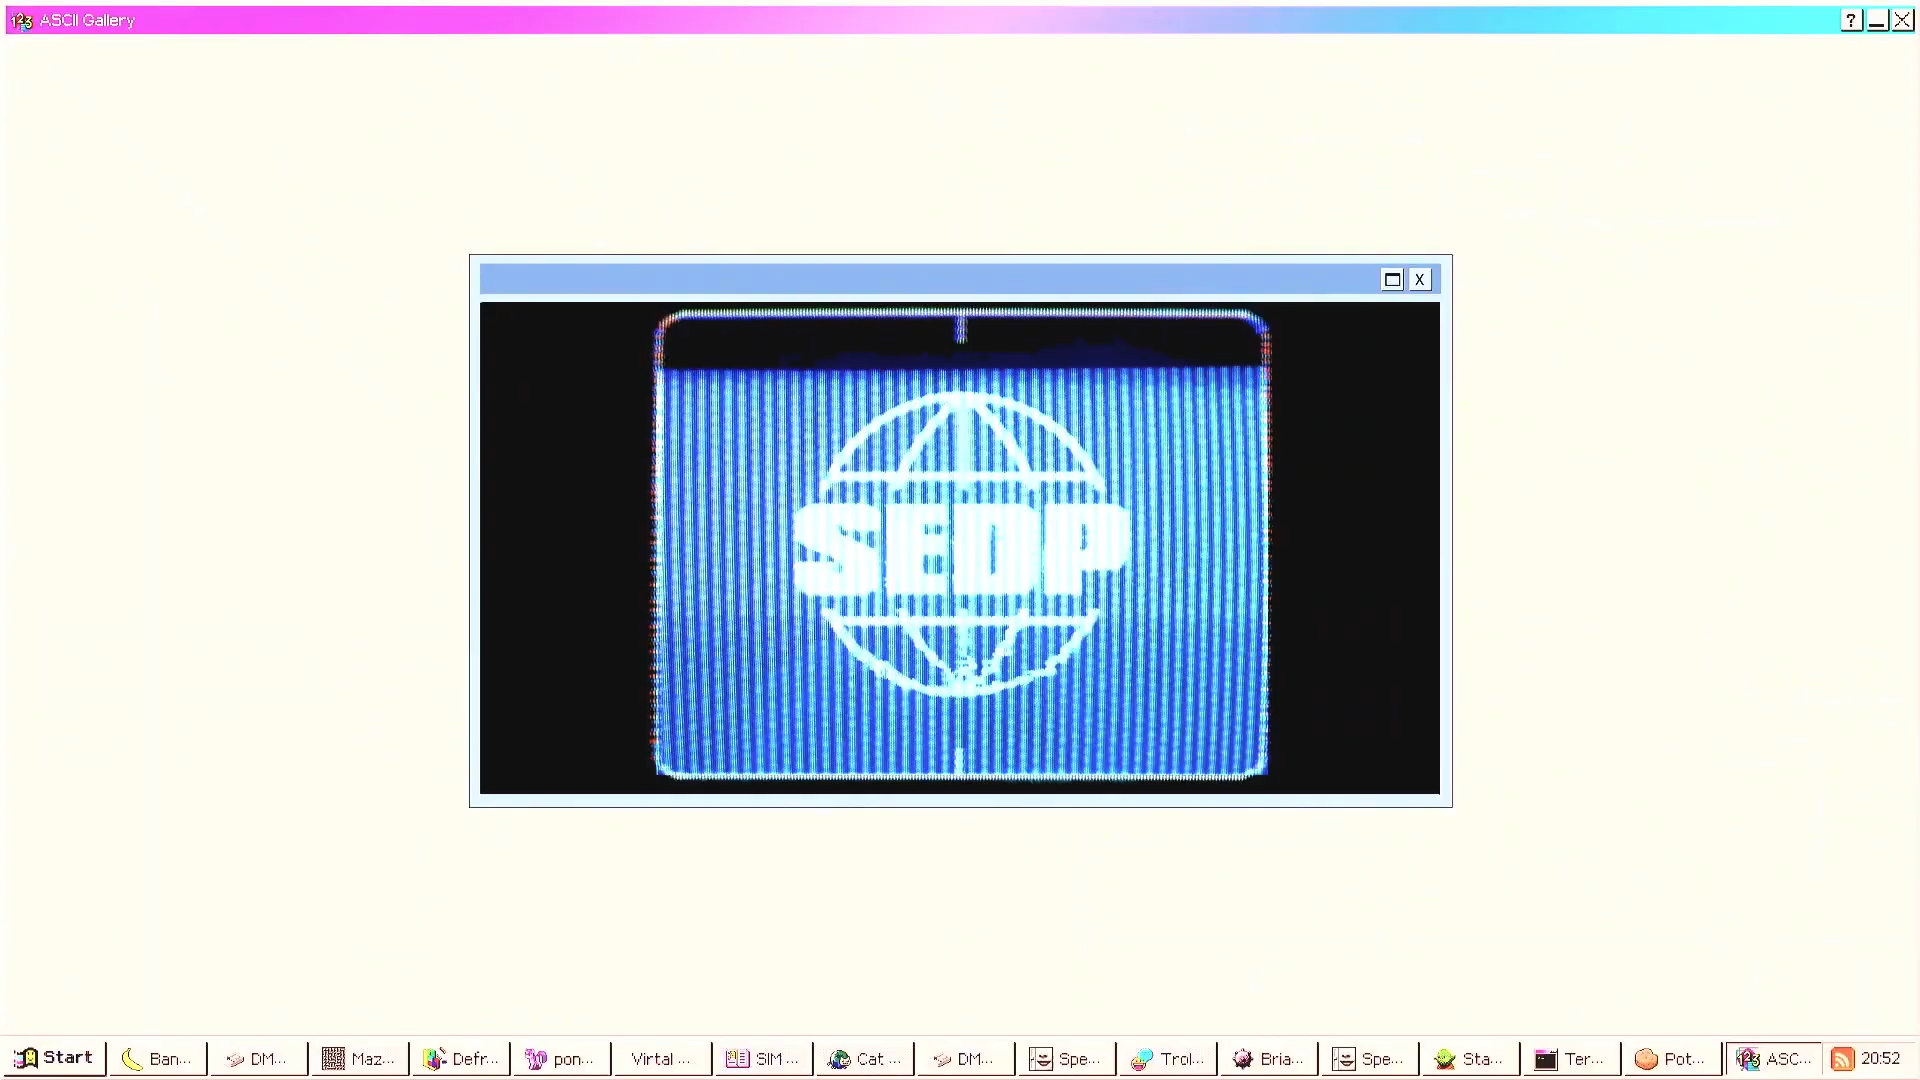 ASCII Gallery
SEDP
Start
Ban...
DM...
Maz...
Defr...
pon...
Virtal ...
SIM ...
Cat ...
DM...
Spe...
Trol...
Bria...
Spe...
Sta...
Ter...
Pot...
ASC...
20:52